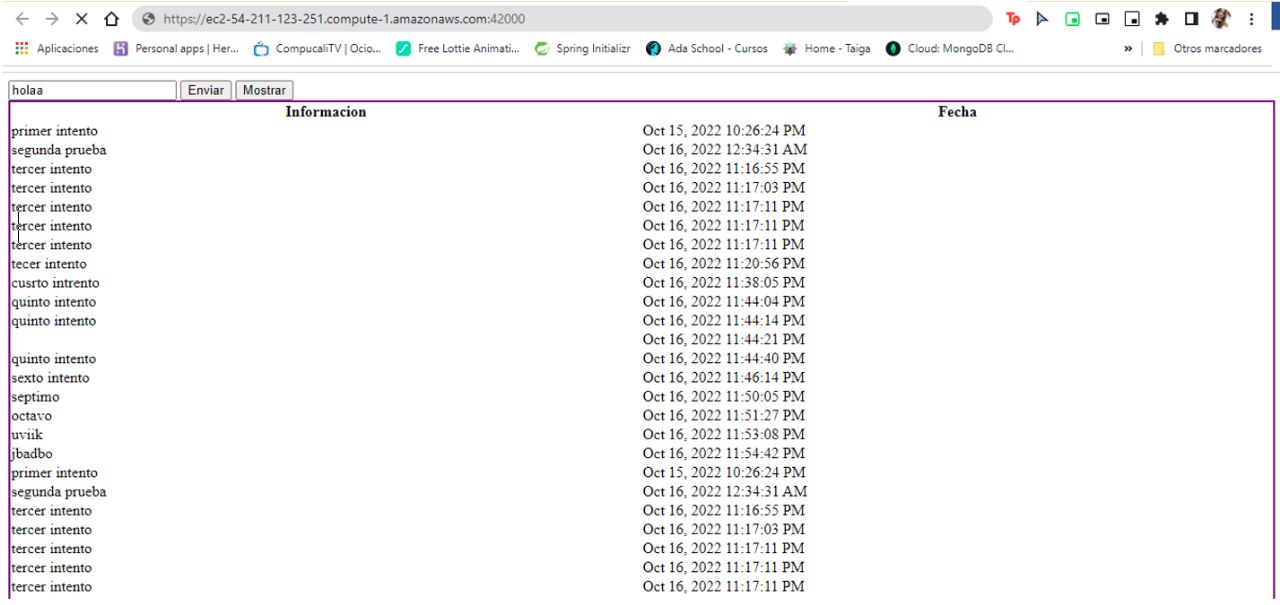 https://ec2-54-211-123-251.compute-1.amazonaws.com:42000 Tp
Aplicaciones Personal apps | Her... CompucaliTV | Ocio... Free Lottie Animati... Spring Initializr Ada School - Cursos Home - Taiga Cloud: MongoDB Cl... » Otros marcadores
holaa Enviar Mostrar
Informacion Fecha
primer intento Oct 15, 2022 10:26:24 PM
segunda prueba Oct 16, 2022 12:34:31 AM
tercer intento Oct 16, 2022 11:16:55 PM
tercer intento Oct 16, 2022 11:17:03 PM
tercer intento Oct 16, 2022 11:17:11 PM
tercer intento Oct 16, 2022 11:17:11 PM
tercer intento Oct 16, 2022 11:17:11 PM
tecer intento Oct 16, 2022 11:20:56 PM
cusrto intrento Oct 16, 2022 11:38:05 PM
quinto intento Oct 16, 2022 11:44:04 PM
quinto intento Oct 16, 2022 11:44:14 PM
Oct 16, 2022 11:44:21 PM
quinto intento Oct 16, 2022 11:44:40 PM
sexto intento Oct 16, 2022 11:46:14 PM
septimo Oct 16, 2022 11:50:05 PM
octavo Oct 16, 2022 11:51:27 PM
uviik Oct 16, 2022 11:53:08 PM
jbadbo Oct 16, 2022 11:54:42 PM
primer intento Oct 15, 2022 10:26:24 PM
segunda prueba Oct 16, 2022 12:34:31 AM
tercer intento Oct 16, 2022 11:16:55 PM
tercer intento Oct 16, 2022 11:17:03 PM
tercer intento Oct 16, 2022 11:17:11 PM
tercer intento Oct 16, 2022 11:17:11 PM
tercer intento Oct 16, 2022 11:17:11 PM